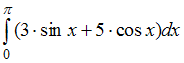 ∫₀^π (3·sin x+5·cos x)dx